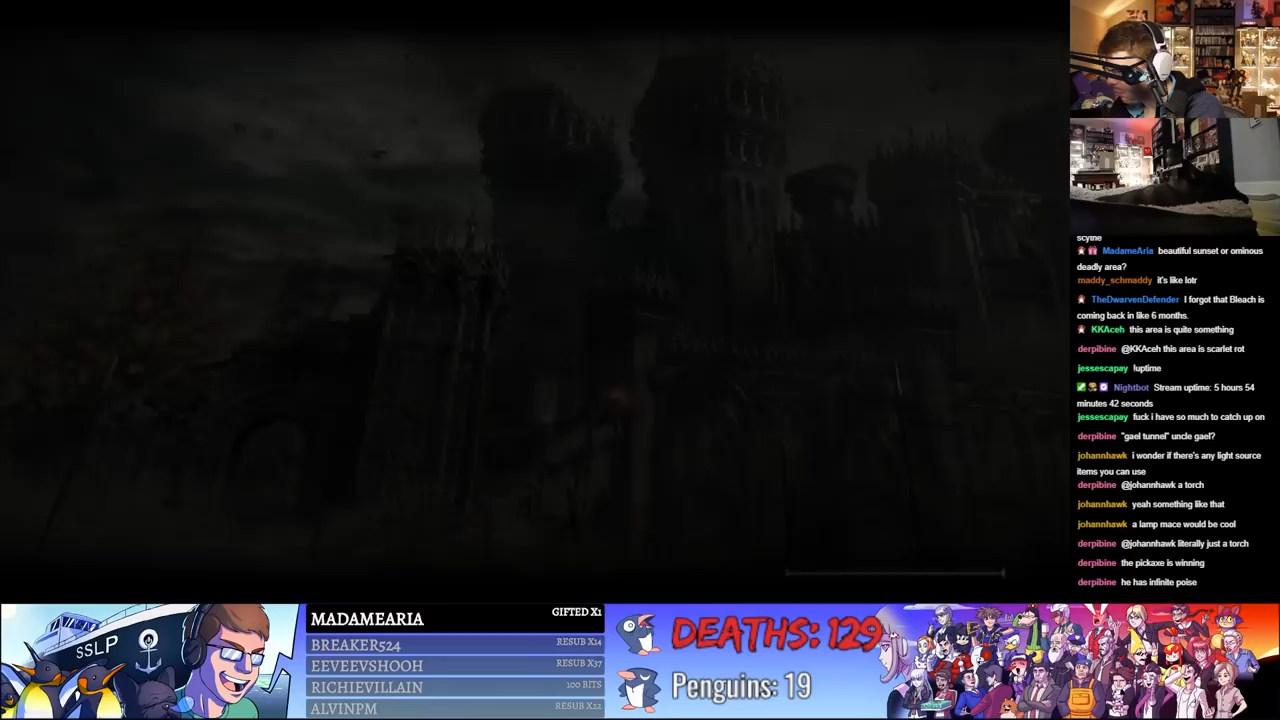 scythe
MadameAria beautiful sunset or ominous
deadly area?
maddy_schmaddy it's like lotr
TheDwarvenDefender I forgot that Bleach is
coming back in like 6 months.
KKAceh this area is quite something
derpibine @KKAceh this area is scarlet rot
jessescapay !uptime
Nightbot Stream uptime: 5 hours 54
minutes 42 seconds
jessescapay fuck i have so much to catch up on
derpibine "gael tunnel" uncle gael?
johannhawk i wonder if there's any light source
items you can use
derpibine @johannhawk a torch
johannhawk yeah something like that
johannhawk a lamp mace would be cool
derpibine @johannhawk literally just a torch
derpibine the pickaxe is winning
derpibine he has infinite poise
SSLP
MADAMEARIA GIFTED X1
BREAKER524 RESUB X14
EEVEEVSHOOH RESUB X37
RICHIEVILLAIN 100 BITS
ALVINPM RESUB X22
DEATHS: 129
Penguins: 19